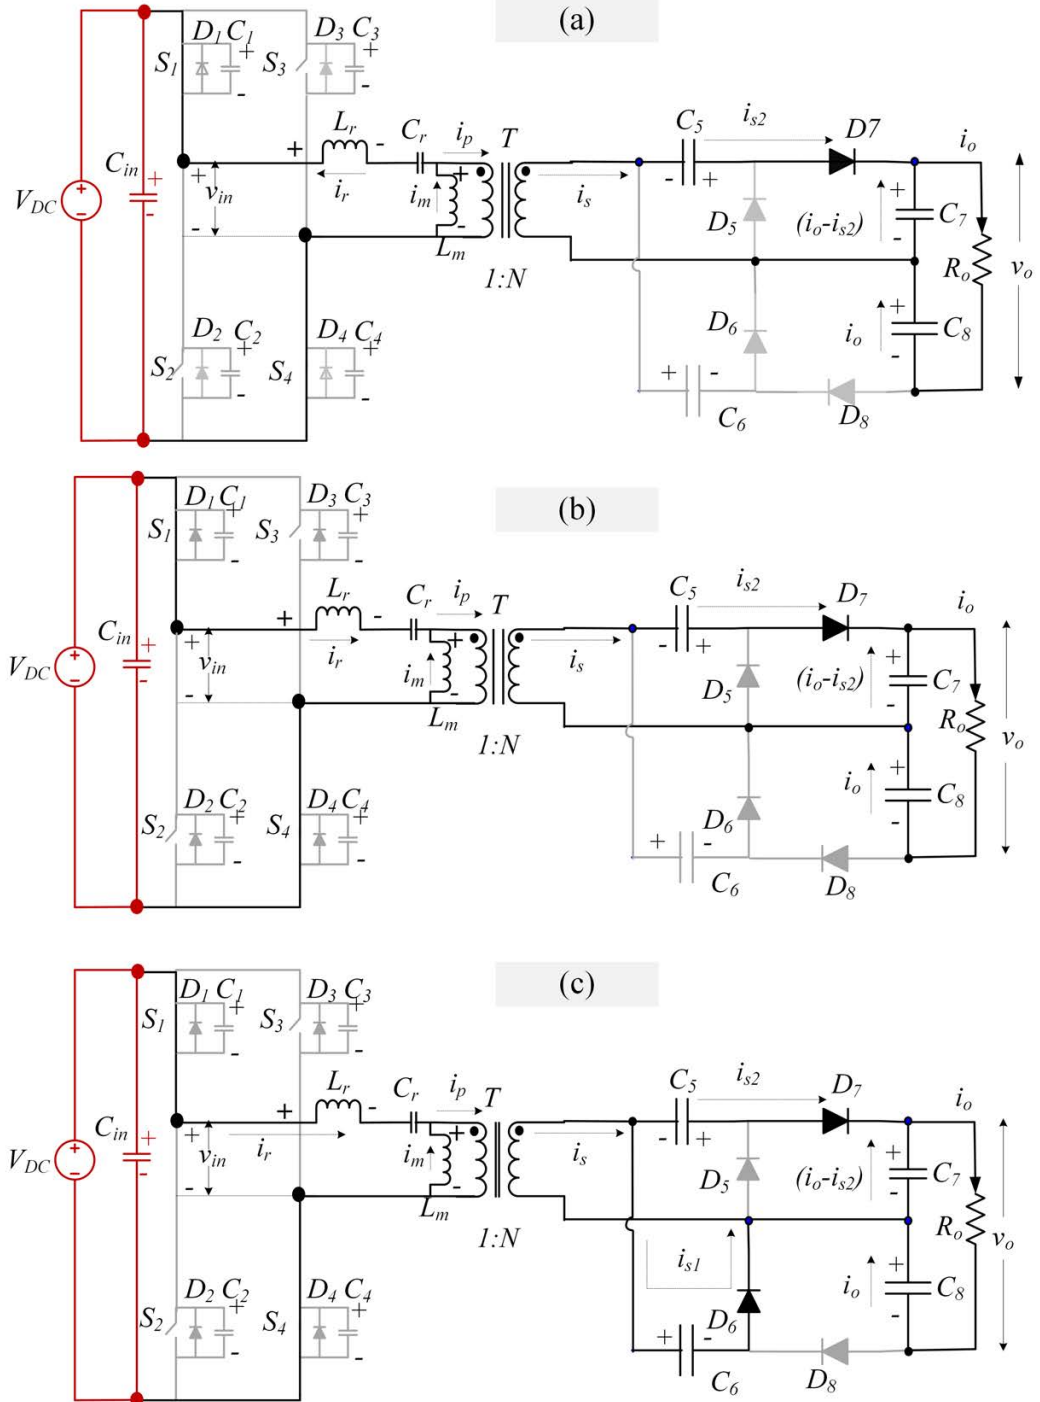 (a)
D1 C1 + D3 C3 +
S1 S3
- -
Lr Cr ip T C5 is2 D7 io
+ - + - +
Cin + + vin ir im + is D5 (io-is2) + C7
VDC + - - - Lm - Ro vo
1:N
D2 C2 + D4 C4 + D6 io + C8
S2 S4 + - -
- - C6 D8
(b)
D1 C1 + D3 C3 +
S1 S3
- -
Lr Cr ip T C5 is2 D7 io
+ - - +
Cin + + vin ir im + is D5 (io-is2) + C7
VDC + - - - Lm - Ro vo
1:N
D2 C2 + D4 C4 + D6 io + C8
S2 S4 + - -
- - C6 D8
(c)
D1 C1 + D3 C3 +
S1 S3
- -
Lr Cr ip T C5 is2 D7 io
+ - - +
Cin + + vin ir im + is D5 (io-is2) + C7
VDC + - - - Lm - Ro vo
1:N is1
D2 C2 + D4 C4 + D6 io + C8
S2 S4 + - -
- - C6 D8